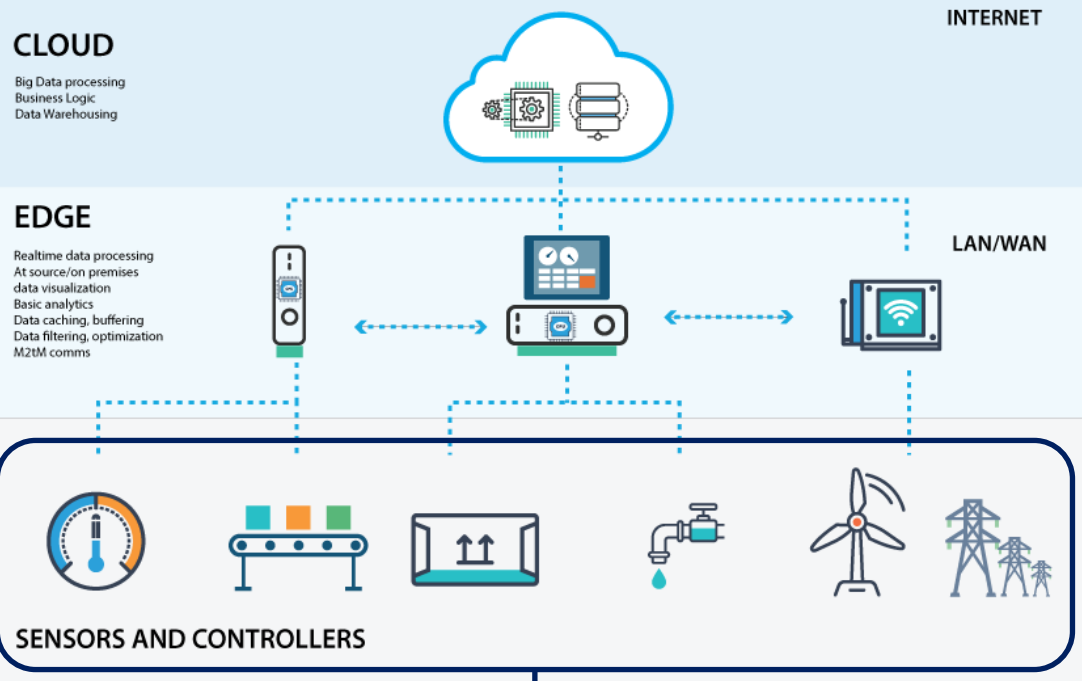 INTERNET
CLOUD
Big Data processing
Business Logic
Data Warehousing
EDGE
LAN/WAN
Realtime data processing
At source/on premises
data visualization
Basic analytics
Data caching, buffering
Data filtering, optimization
M2tM comms
SENSORS AND CONTROLLERS